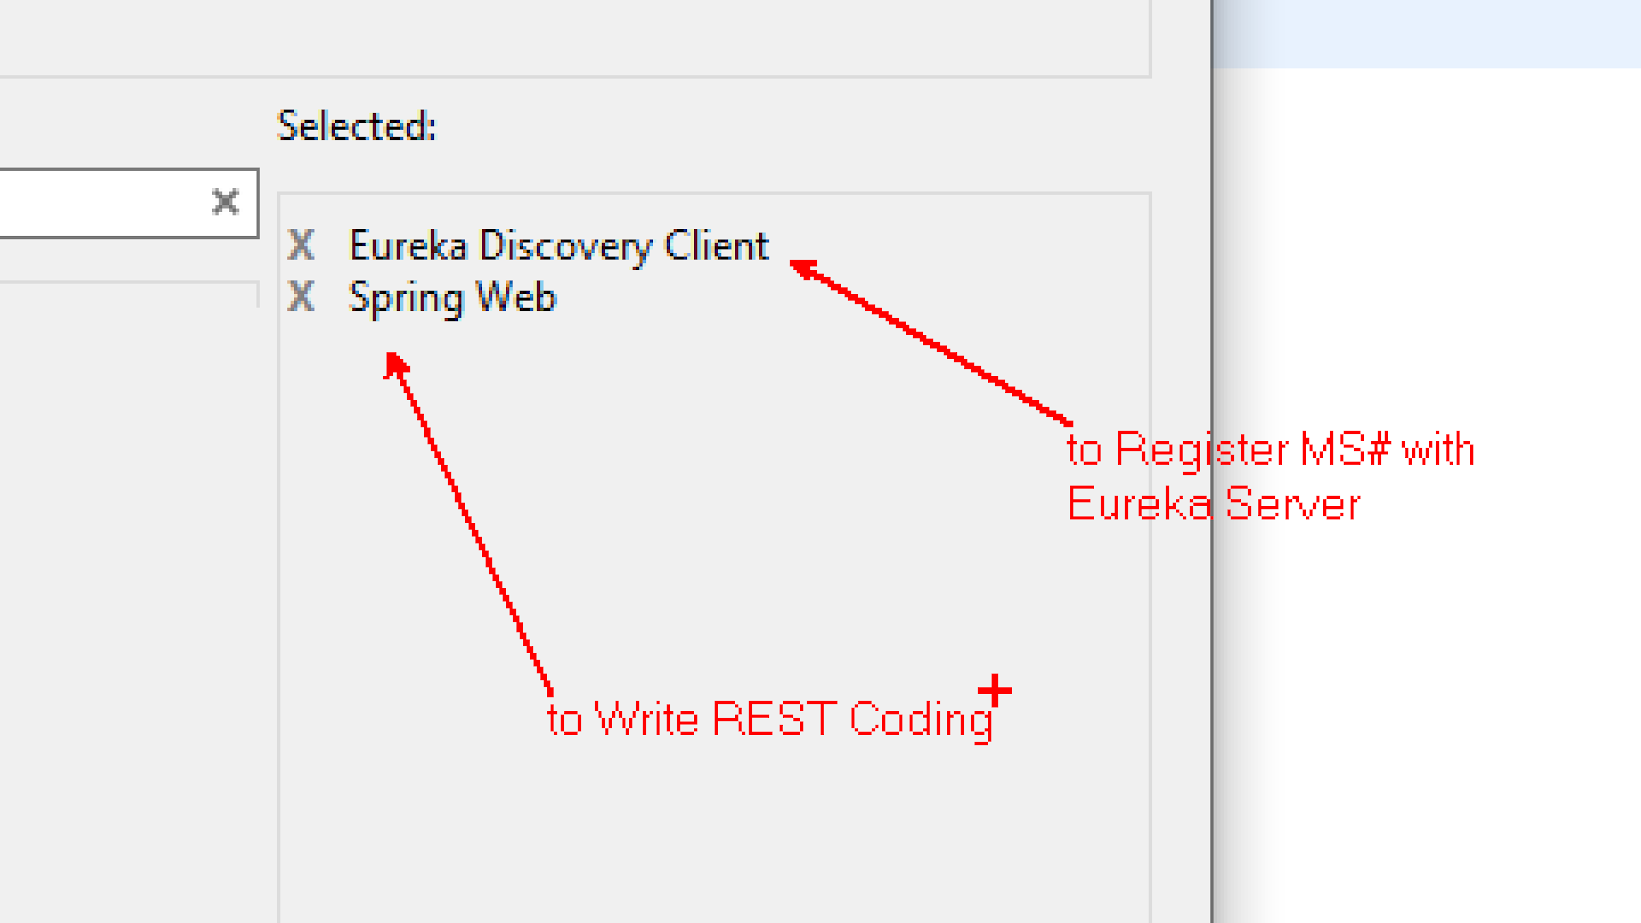 Selected:
X Eureka Discovery Client
X Spring Web
to Register MS# with
Eureka Server
to Write REST Coding